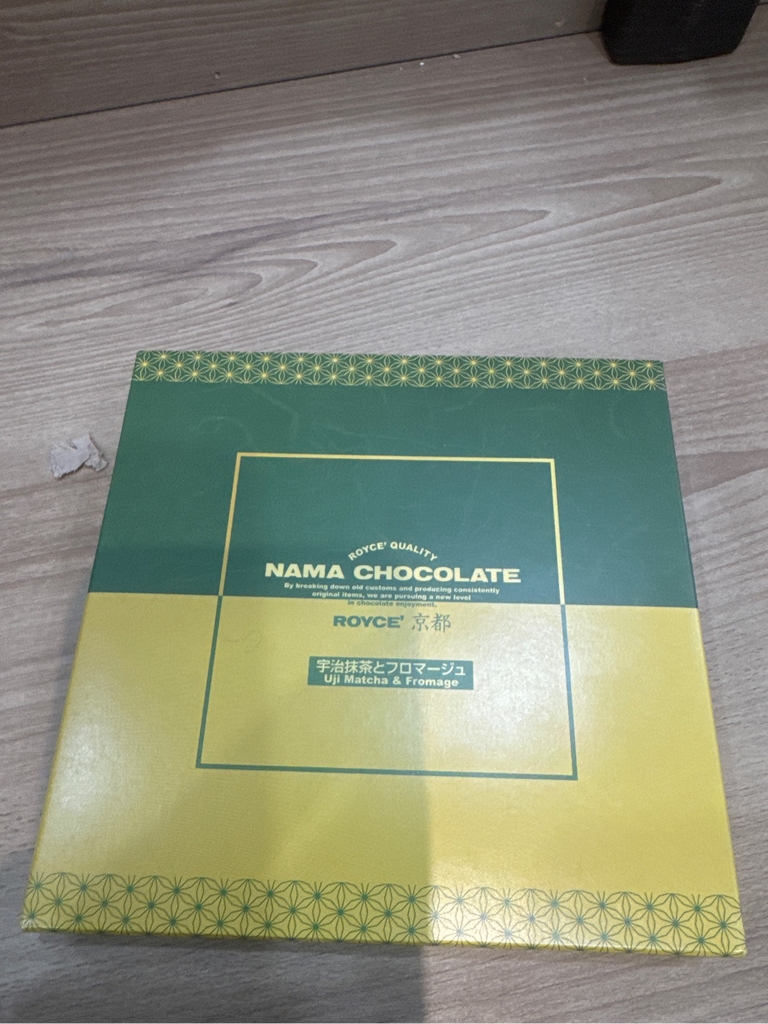 ROYCE' QUALITY
NAMA CHOCOLATE
By breaking down old customs and producing consistently
original items, we are pursuing a new level
in chocolate enjoyment.
ROYCE' 京都
宇治抹茶とフロマージュ
Uji Matcha & Fromage